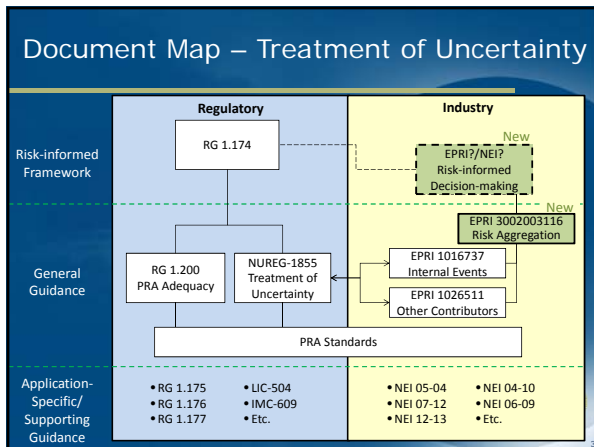 Document Map – Treatment of Uncertainty
Regulatory
Industry
Risk-informed
Framework
RG 1.174
New
EPRI?/NEI?
Risk-informed
Decision-making
New
EPRI 3002003116
Risk Aggregation
General
Guidance
RG 1.200
PRA Adequacy
NUREG-1855
Treatment of
Uncertainty
EPRI 1016737
Internal Events
EPRI 1026511
Other Contributors
PRA Standards
Application-
Specific/
Supporting
Guidance
• RG 1.175
• RG 1.176
• RG 1.177
• LIC-504
• IMC-609
• Etc.
• NEI 05-04
• NEI 07-12
• NEI 12-13
• NEI 04-10
• NEI 06-09
• Etc.
3